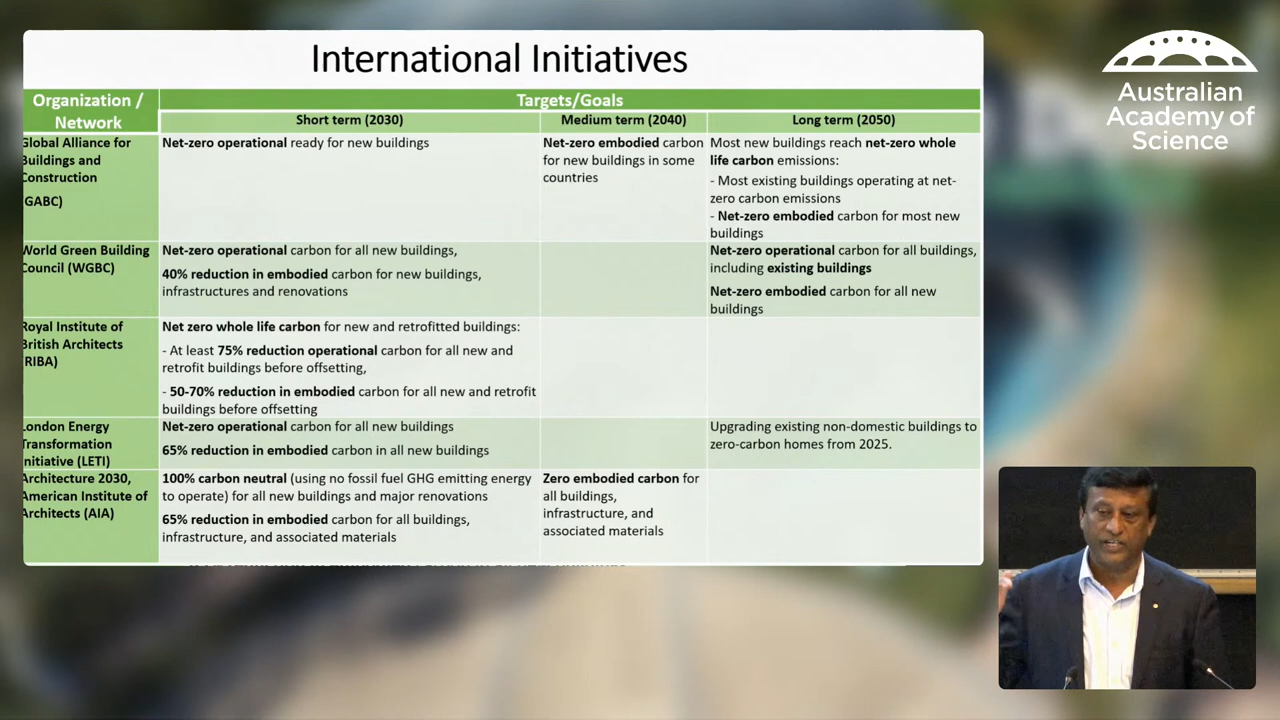 International Initiatives
Australian
Academy of
Science
Organization /
Network
Targets/Goals
Short term (2030)
Medium term (2040)
Long term (2050)
Global Alliance for
Buildings and
Construction
GABC)
Net-zero operational ready for new buildings
Net-zero embodied carbon
for new buildings in some
countries
Most new buildings reach net-zero whole
life carbon emissions:
- Most existing buildings operating at net-
zero carbon emissions
- Net-zero embodied carbon for most new
buildings
World Green Building
Council (WGBC)
Net-zero operational carbon for all new buildings,
40% reduction in embodied carbon for new buildings,
infrastructures and renovations
Net-zero operational carbon for all buildings,
including existing buildings
Net-zero embodied carbon for all new
buildings
Royal Institute of
British Architects
RIBA)
Net zero whole life carbon for new and retrofitted buildings:
- At least 75% reduction operational carbon for all new and
retrofit buildings before offsetting,
- 50-70% reduction in embodied carbon for all new and retrofit
buildings before offsetting
London Energy
Transformation
Initiative (LETI)
Net-zero operational carbon for all new buildings
65% reduction in embodied carbon in all new buildings
Upgrading existing non-domestic buildings to
zero-carbon homes from 2025.
Architecture 2030,
American Institute of
Architects (AIA)
100% carbon neutral (using no fossil fuel GHG emitting energy
to operate) for all new buildings and major renovations
65% reduction in embodied carbon for all buildings,
infrastructure, and associated materials
Zero embodied carbon for
all buildings,
infrastructure, and
associated materials